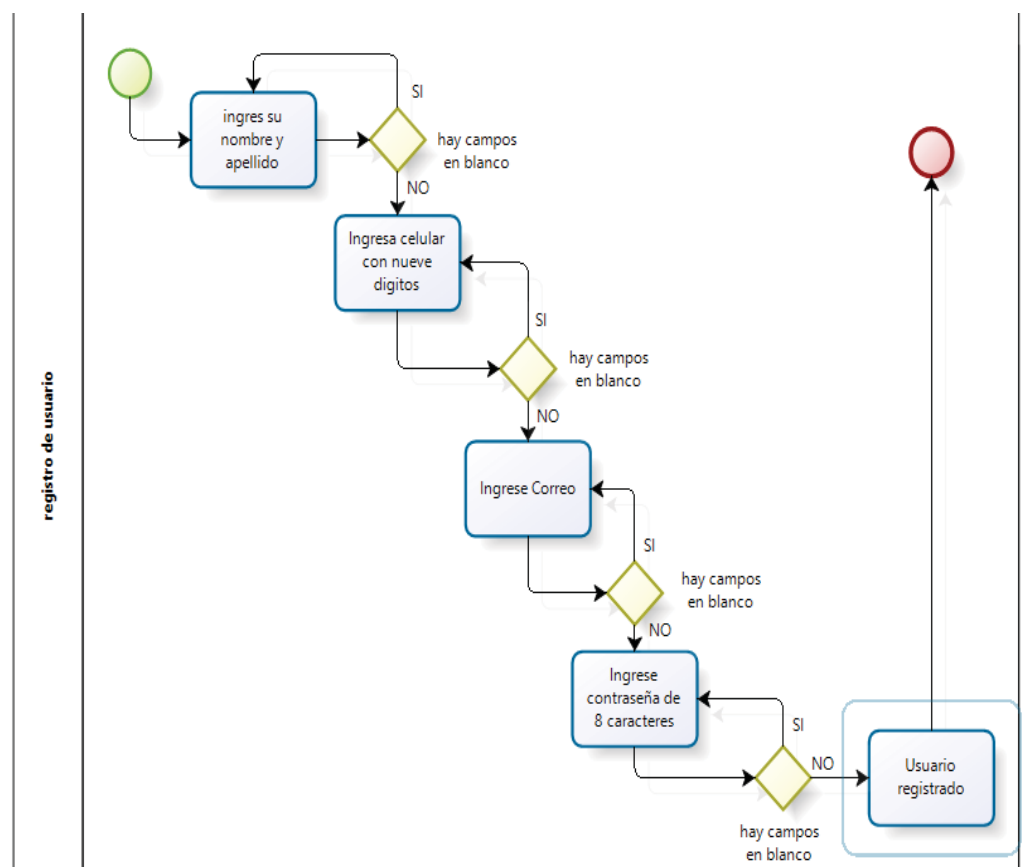 registro de usuario
ingres su
nombre y
apellido
SI
hay campos
en blanco
NO
Ingresa celular
con nueve
digitos
SI
hay campos
en blanco
NO
Ingrese Correo
SI
hay campos
en blanco
NO
Ingrese
contraseña de
8 caracteres
SI
hay campos
en blanco
NO
Usuario
registrado